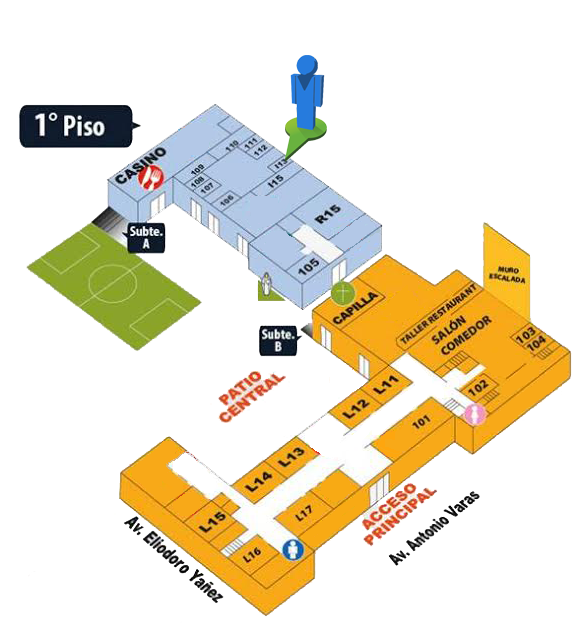 1° Piso
CASINO
109
110
111
112
113
108
107
106
I15
R15
105
Subte.
A
Subte.
B
CAPILLA
MURO
ESCALADA
TALLER RESTAURANT
SALÓN
COMEDOR
103
104
102
PATIO
CENTRAL
L11
L12
101
L13
L14
L17
L15
L16
ACCESO
PRINCIPAL
Av. Antonio Varas
Av. Eliodoro Yañez